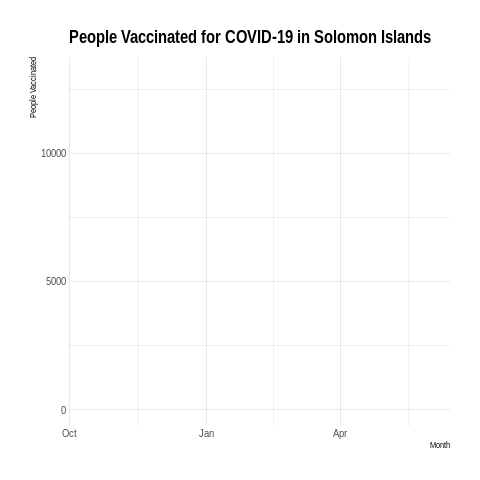 People Vaccinated for COVID-19 in Solomon Islands
People Vaccinated
10000
5000
0
Oct
Jan
Apr
Month